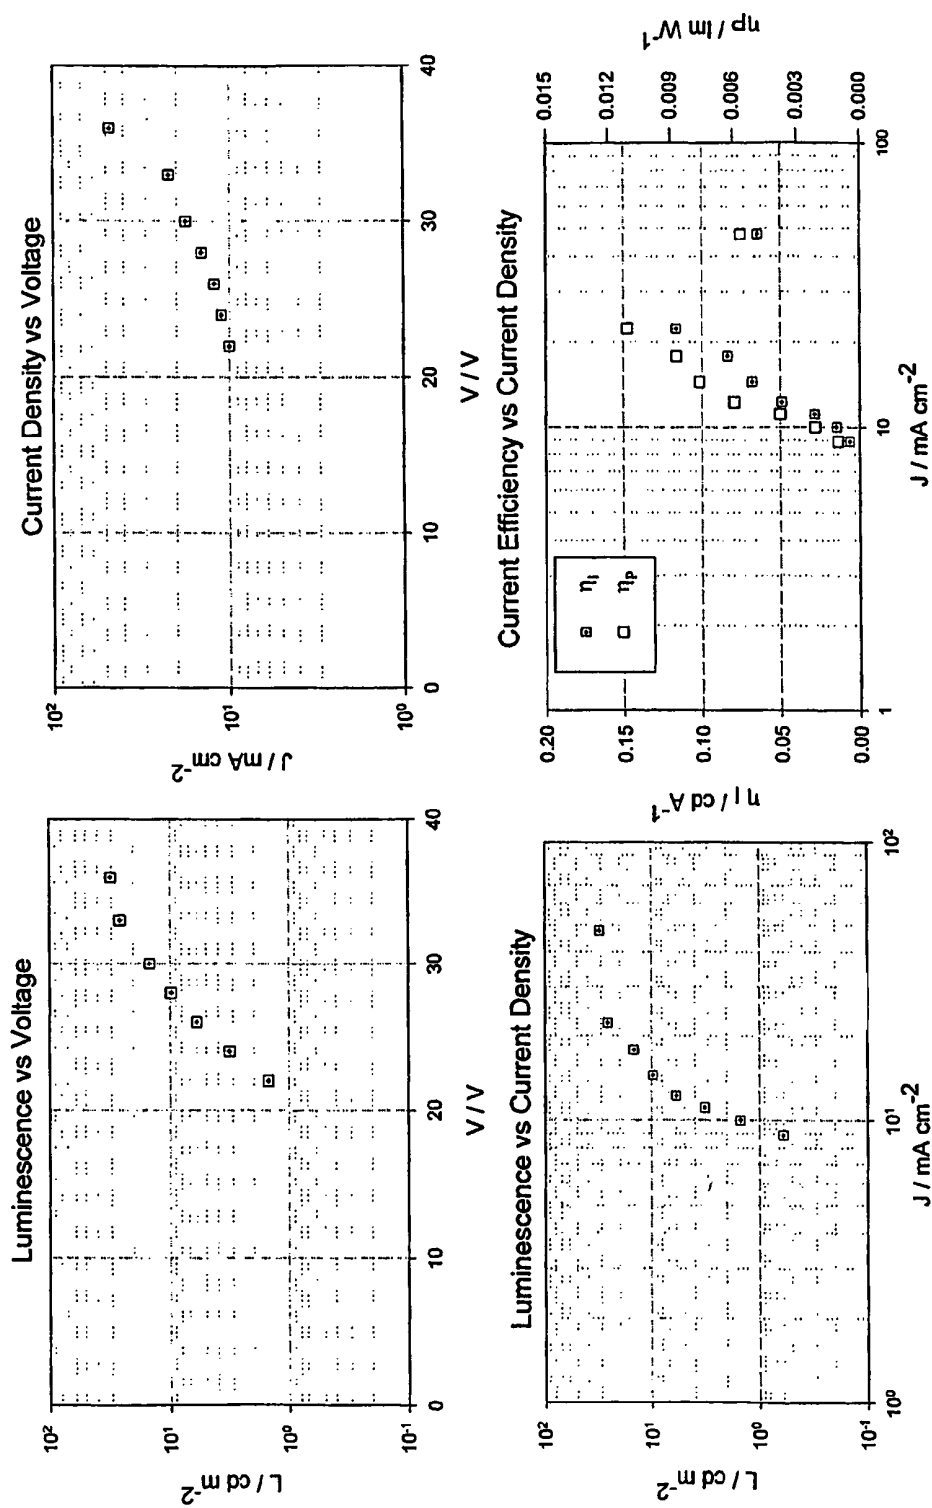 Luminescence vs Voltage
L / cd m⁻²
10²
10¹
10⁰
0
10
20
30
40
V / V
Current Density vs Voltage
J / mA cm⁻²
10²
10¹
10⁰
0
10
20
30
40
V / V
Luminescence vs Current Density
L / cd m⁻²
10²
10¹
10⁰
10⁻¹
10⁰
10¹
10²
J / mA cm⁻²
Current Efficiency vs Current Density
η I / cd A⁻¹
0.20
0.15
0.10
0.05
0.00
ηI
ηp
1
10
100
J / mA cm⁻²
0.015
0.012
0.009
0.006
0.003
0.000
ηp / lm W⁻¹